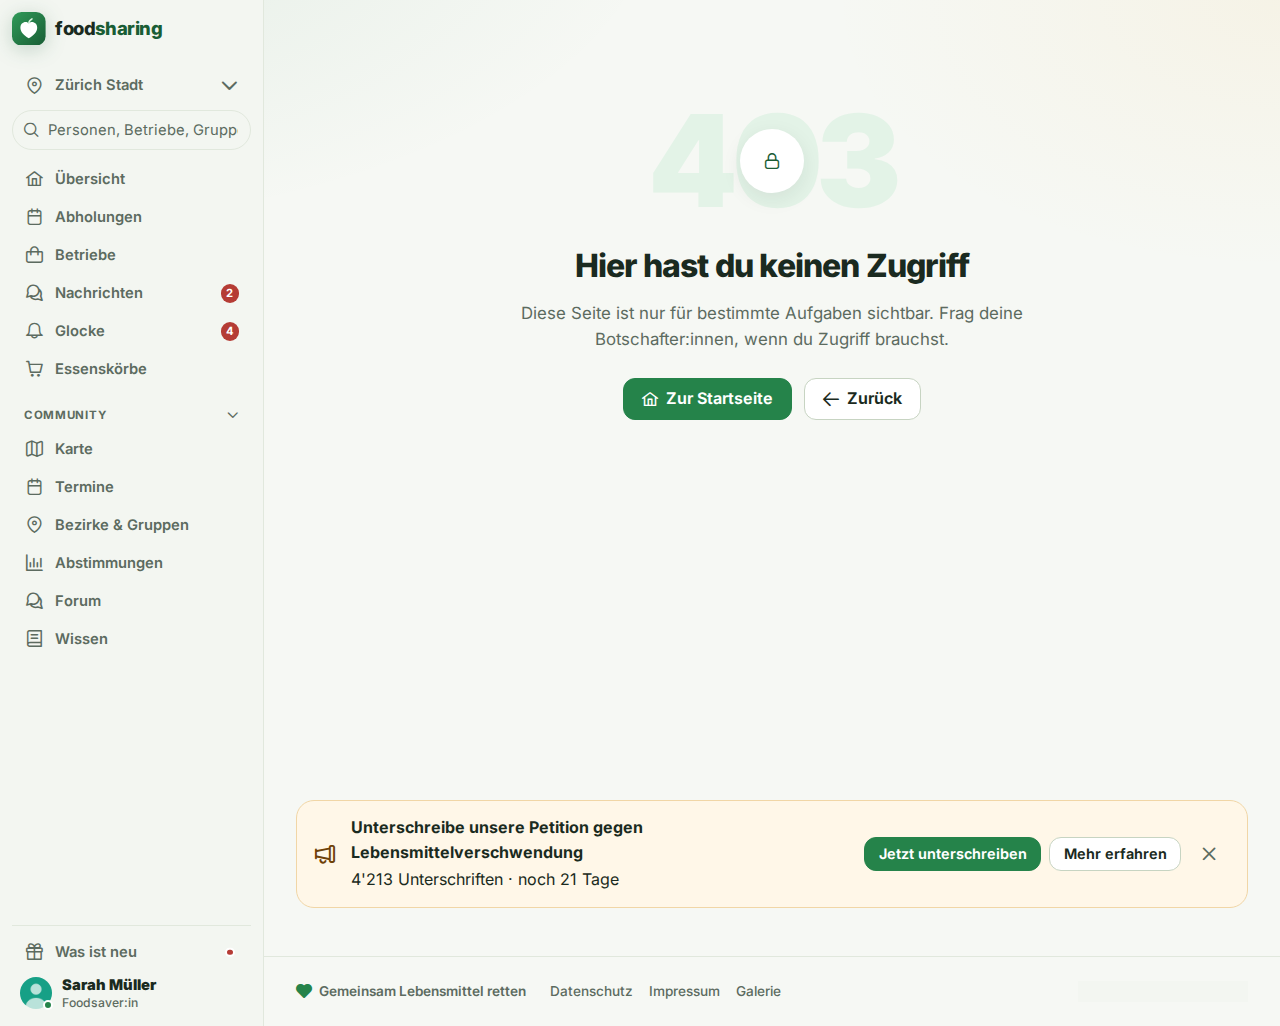 foodsharing
Zürich Stadt
Personen, Betriebe, Grupp
Übersicht
Abholungen
Betriebe
Nachrichten 2
Glocke 4
Essenskörbe
COMMUNITY
Karte
Termine
Bezirke & Gruppen
Abstimmungen
Forum
Wissen
Was ist neu
Sarah Müller
Foodsaver:in
403
Hier hast du keinen Zugriff
Diese Seite ist nur für bestimmte Aufgaben sichtbar. Frag deine
Botschafter:innen, wenn du Zugriff brauchst.
Zur Startseite Zurück
Unterschreibe unsere Petition gegen
Lebensmittelverschwendung
4'213 Unterschriften · noch 21 Tage
Jetzt unterschreiben Mehr erfahren
Gemeinsam Lebensmittel retten Datenschutz Impressum Galerie